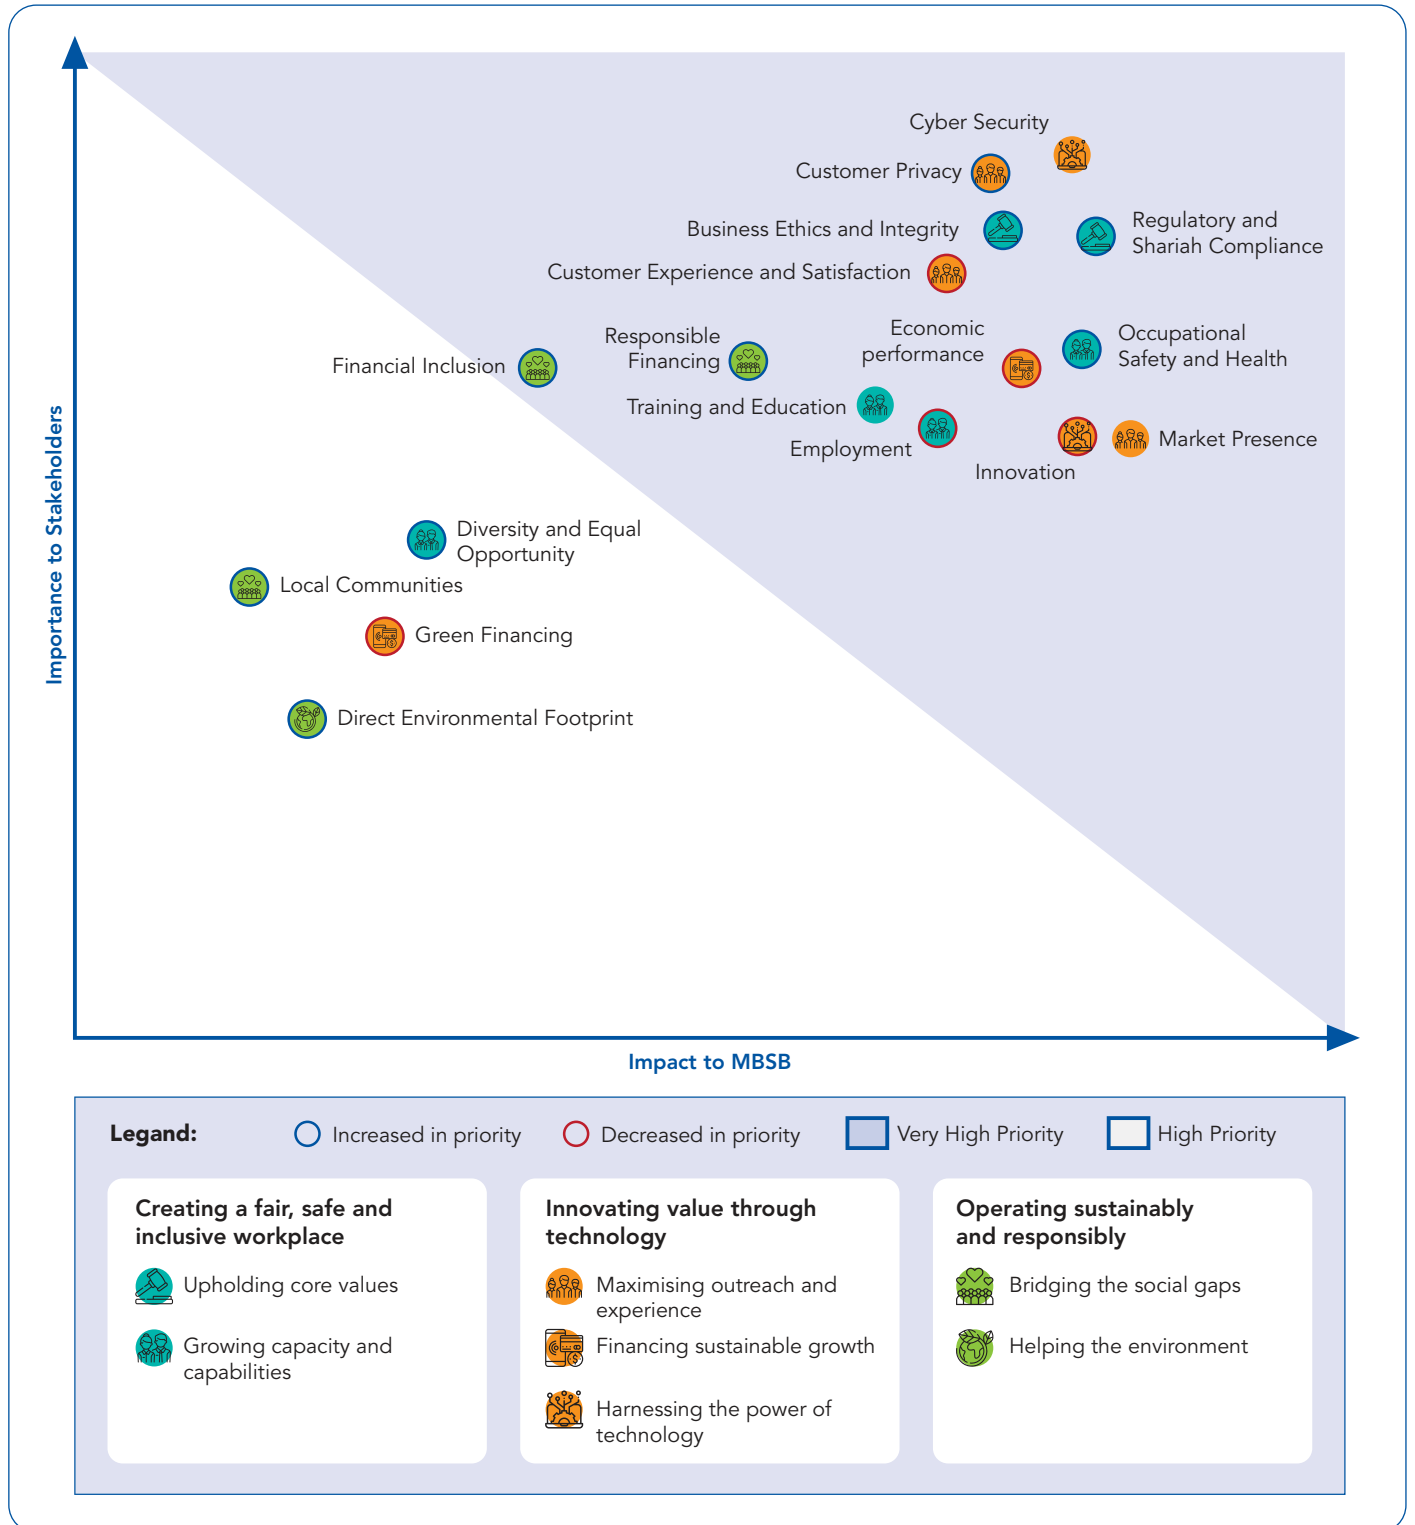 Cyber Security
Customer Privacy
Business Ethics and Integrity
Regulatory and
Shariah Compliance
Customer Experience and Satisfaction
Responsible
Financing
Economic
performance
Occupational
Safety and Health
Financial Inclusion
Training and Education
Employment
Innovation
Market Presence
Importance to Stakeholders
Diversity and Equal
Opportunity
Local Communities
Green Financing
Direct Environmental Footprint
Impact to MBSB
Legand:
Increased in priority
Decreased in priority
Very High Priority
High Priority
Creating a fair, safe and
inclusive workplace
Upholding core values
Growing capacity and
capabilities
Innovating value through
technology
Maximising outreach and
experience
Financing sustainable growth
Harnessing the power of
technology
Operating sustainably
and responsibly
Bridging the social gaps
Helping the environment